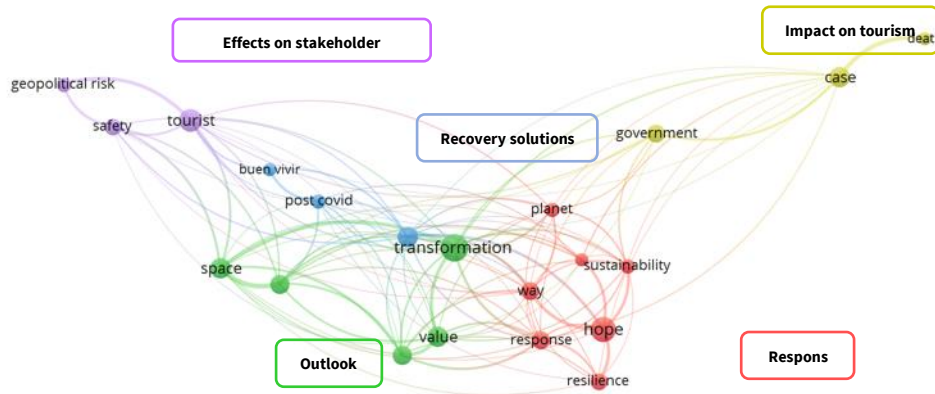 Impact on tourism
deat
Effects on stakeholder
case
geopolitical risk
safety
tourist
government
Recovery solutions
buen vivir
post covid
planet
transformation
space
sustainability
way
hope
value
response
Outlook
Respons
resilience